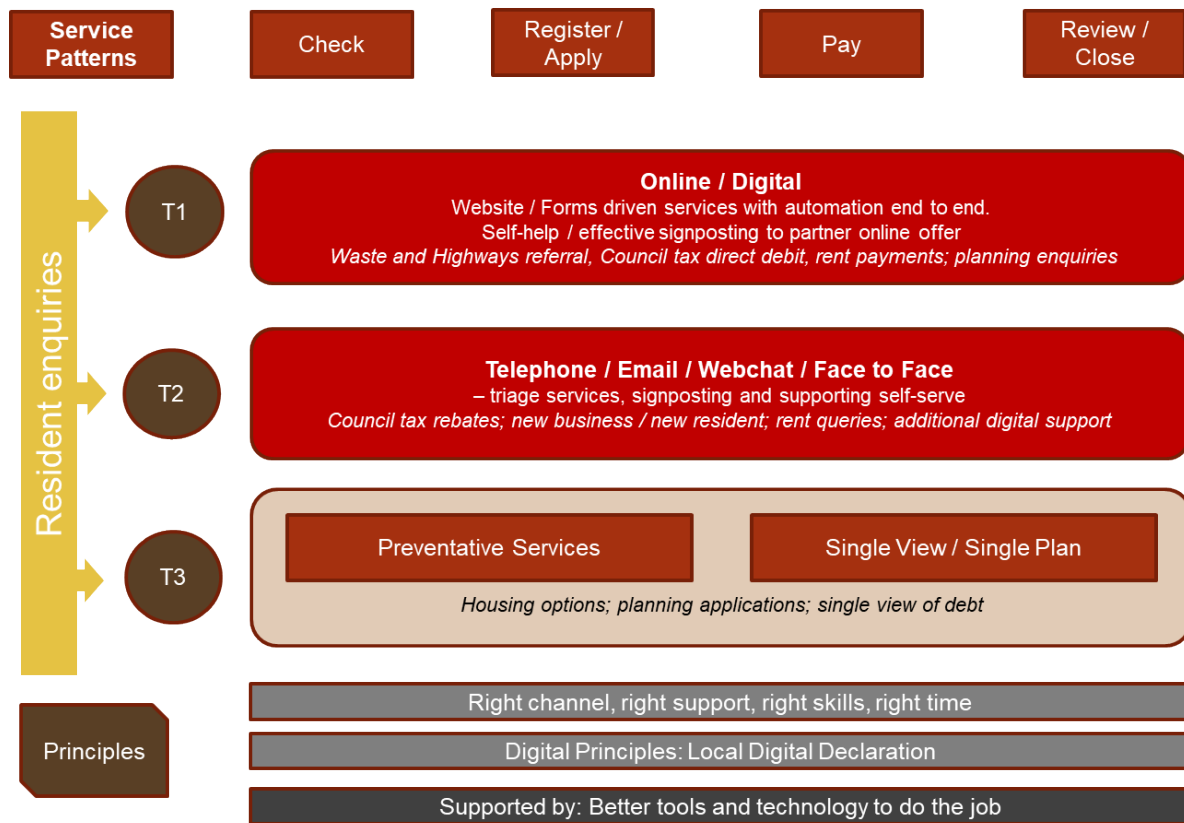 Service
Patterns
Check
Register /
Apply
Pay
Review /
Close
Resident enquiries
T1
Online / Digital
Website / Forms driven services with automation end to end.
Self-help / effective signposting to partner online offer
Waste and Highways referral, Council tax direct debit, rent payments; planning enquiries
T2
Telephone / Email / Webchat / Face to Face
– triage services, signposting and supporting self-serve
Council tax rebates; new business / new resident; rent queries; additional digital support
T3
Preventative Services
Single View / Single Plan
Housing options; planning applications; single view of debt
Principles
Right channel, right support, right skills, right time
Digital Principles: Local Digital Declaration
Supported by: Better tools and technology to do the job